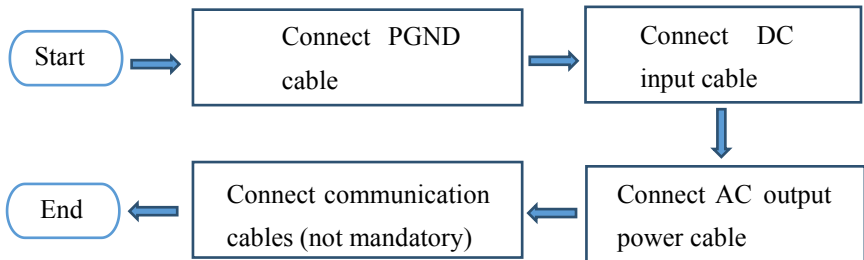 Start
Connect PGND
cable
Connect DC
input cable
Connect AC output
power cable
Connect communication
cables (not mandatory)
End